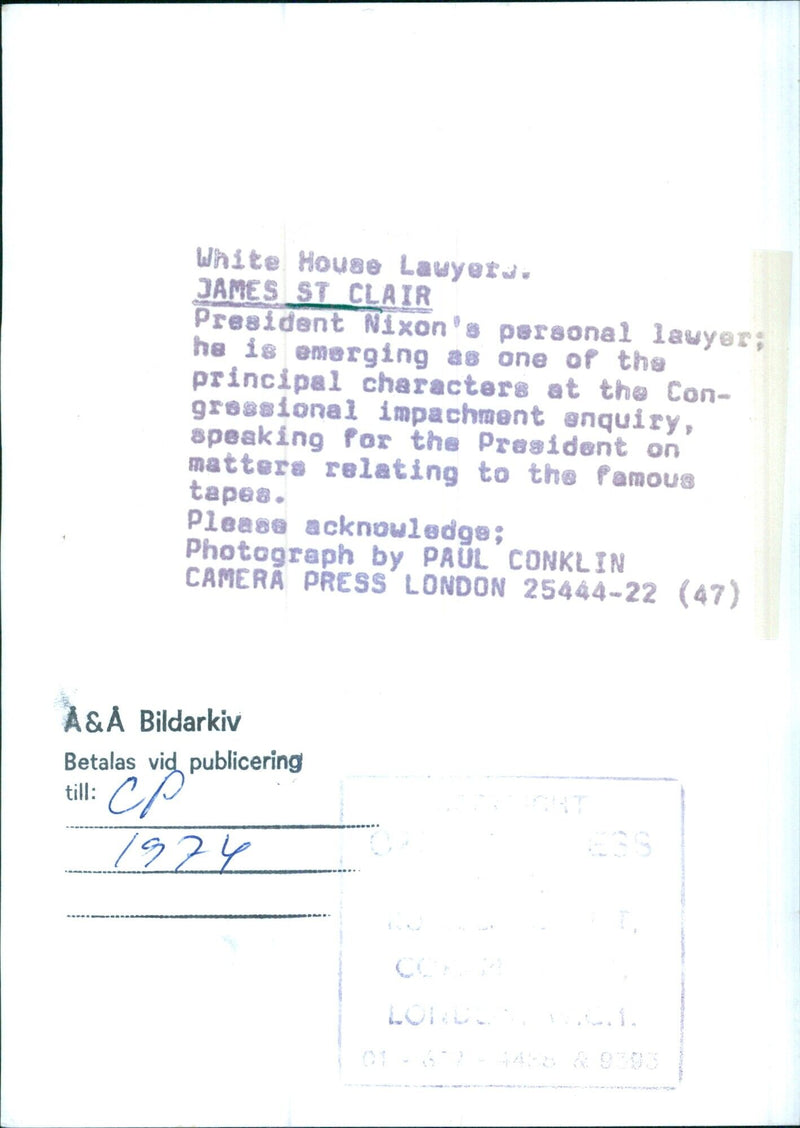 White House Lawyers.
JAMES ST CLAIR
President Nixon's personal lawyer;
he is emerging as one of the
principal characters at the Con-
gressional impachment enquiry,
speaking for the President on
matters relating to the famous
tapes.
Please acknowledge;
Photograph by PAUL CONKLIN
CAMERA PRESS LONDON 25444-22 (47)
Å&Å Bildarkiv
Betalas vid publicering
till: CP
1974
LONDON, W.C.1.